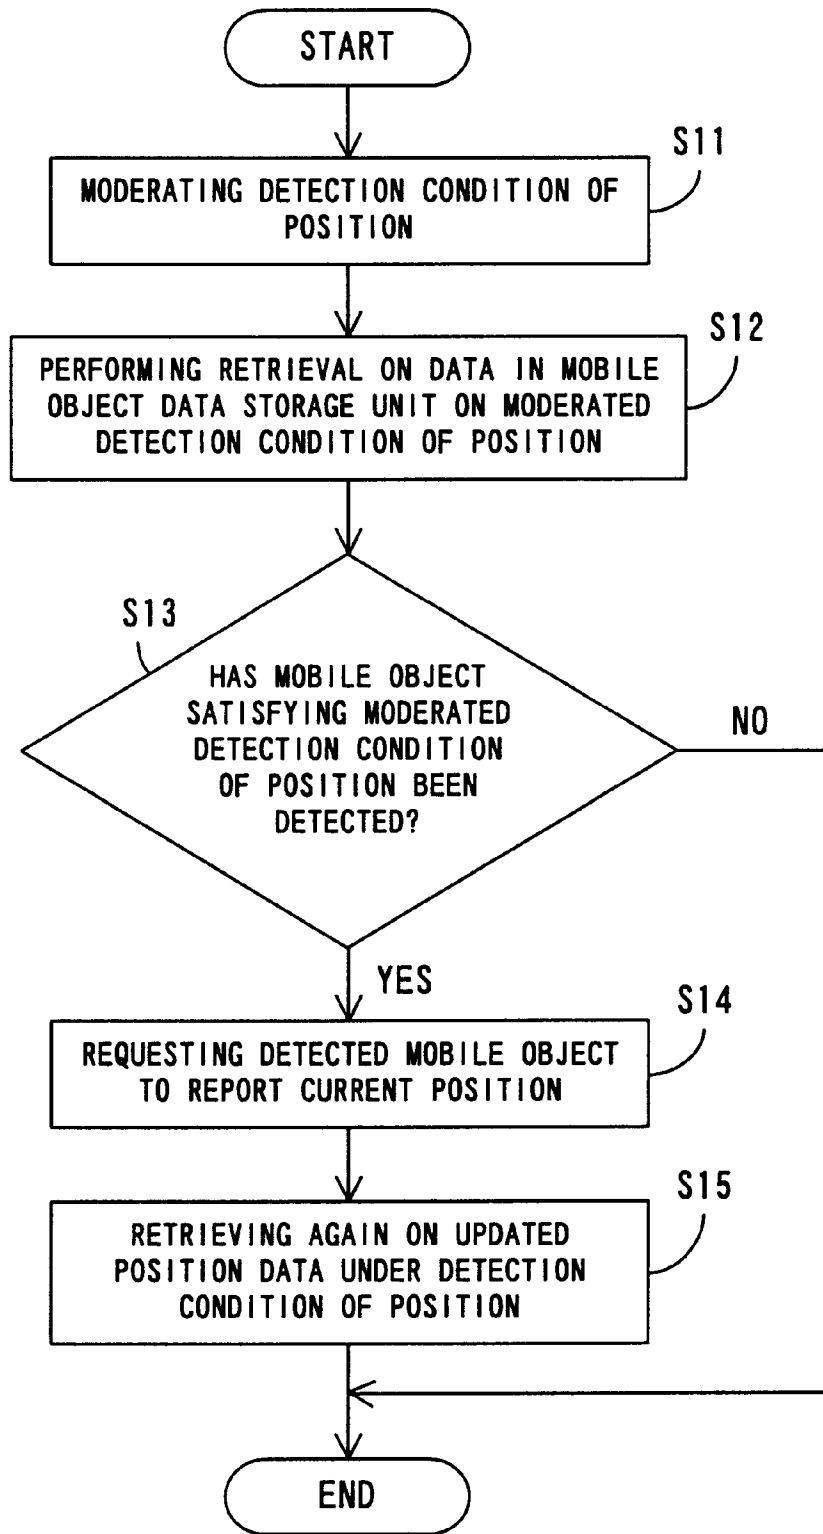 START
S11
MODERATING DETECTION CONDITION OF
POSITION
S12
PERFORMING RETRIEVAL ON DATA IN MOBILE
OBJECT DATA STORAGE UNIT ON MODERATED
DETECTION CONDITION OF POSITION
S13
HAS MOBILE OBJECT
SATISFYING MODERATED
DETECTION CONDITION
OF POSITION BEEN
DETECTED?
NO
YES
S14
REQUESTING DETECTED MOBILE OBJECT
TO REPORT CURRENT POSITION
S15
RETRIEVING AGAIN ON UPDATED
POSITION DATA UNDER DETECTION
CONDITION OF POSITION
END